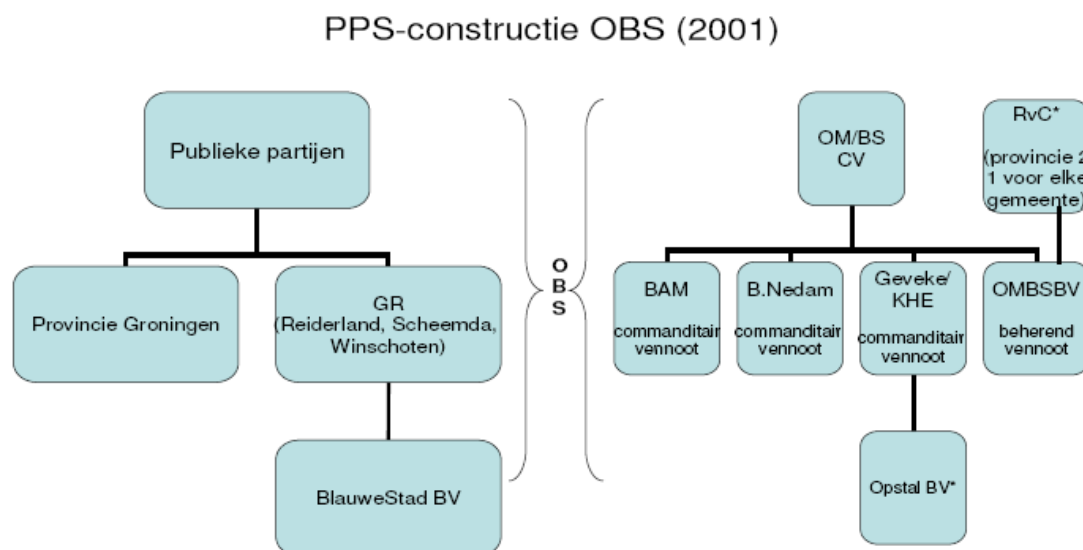 PPS-constructie OBS (2001)
Publieke partijen
Provincie Groningen
GR
(Reiderland, Scheemda,
Winschoten)
BlauweStad BV
O
B
S
OM/BS
CV
RvC*
(provincie 2
1 voor elke
gemeente)
BAM
commanditair
vennoot
B.Nedam
commanditair
vennoot
Geveke/
KHE
commanditair
vennoot
OMBSBV
beherend
vennoot
Opstal BV*